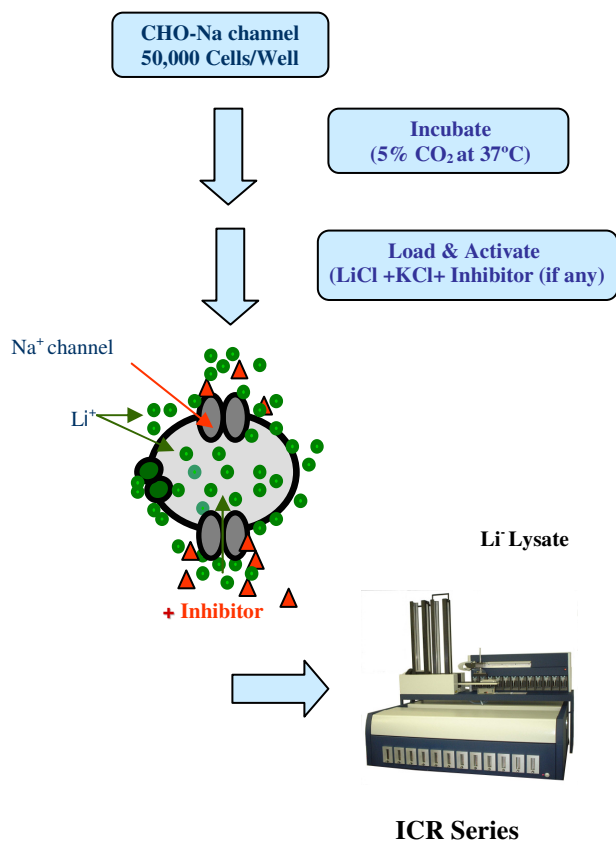 CHO-Na channel
50,000 Cells/Well
Incubate
(5% CO₂ at 37ºC)
Load & Activate
(LiCl +KCl+ Inhibitor (if any)
Na⁺ channel
Li⁺
Li⁻ Lysate
+ Inhibitor
ICR Series